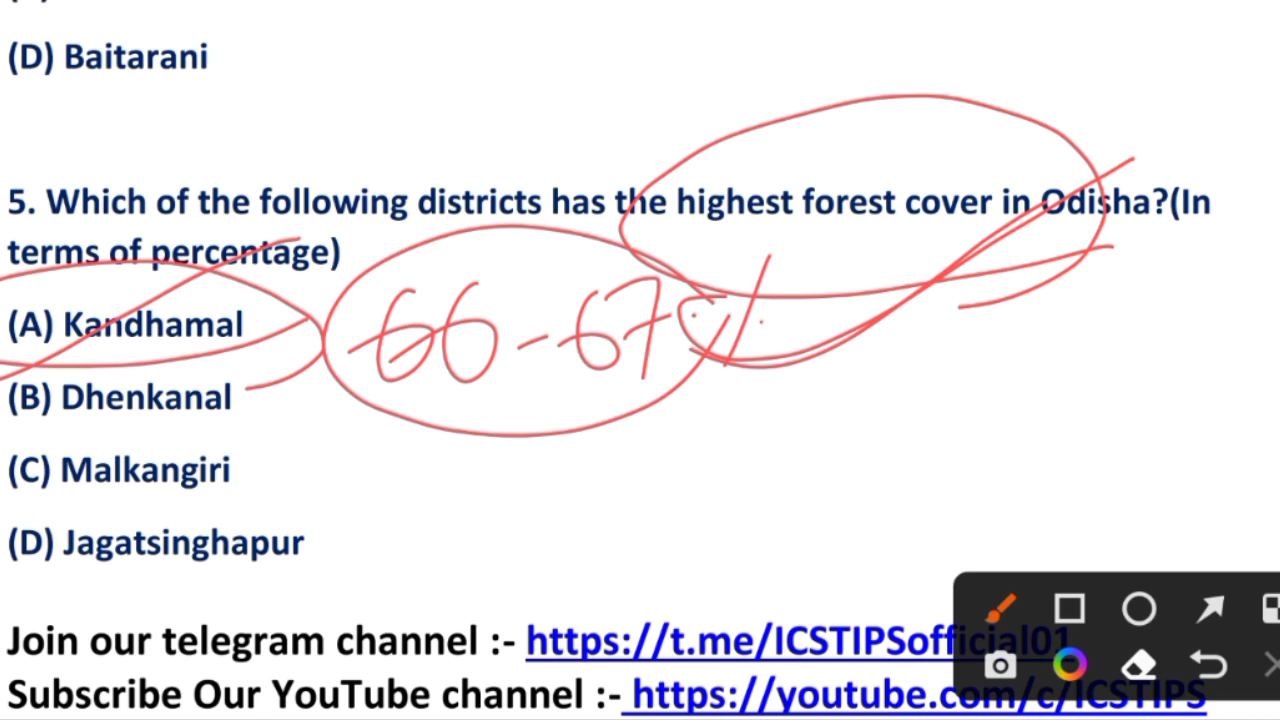 (D) Baitarani
5. Which of the following districts has the highest forest cover in Odisha?(In
terms of percentage)
(A) Kandhamal
66-67%
(B) Dhenkanal
(C) Malkangiri
(D) Jagatsinghapur
Join our telegram channel :- https://t.me/ICSTIPSofficial01
Subscribe Our YouTube channel :- https://youtube.com/c/ICSTIPS